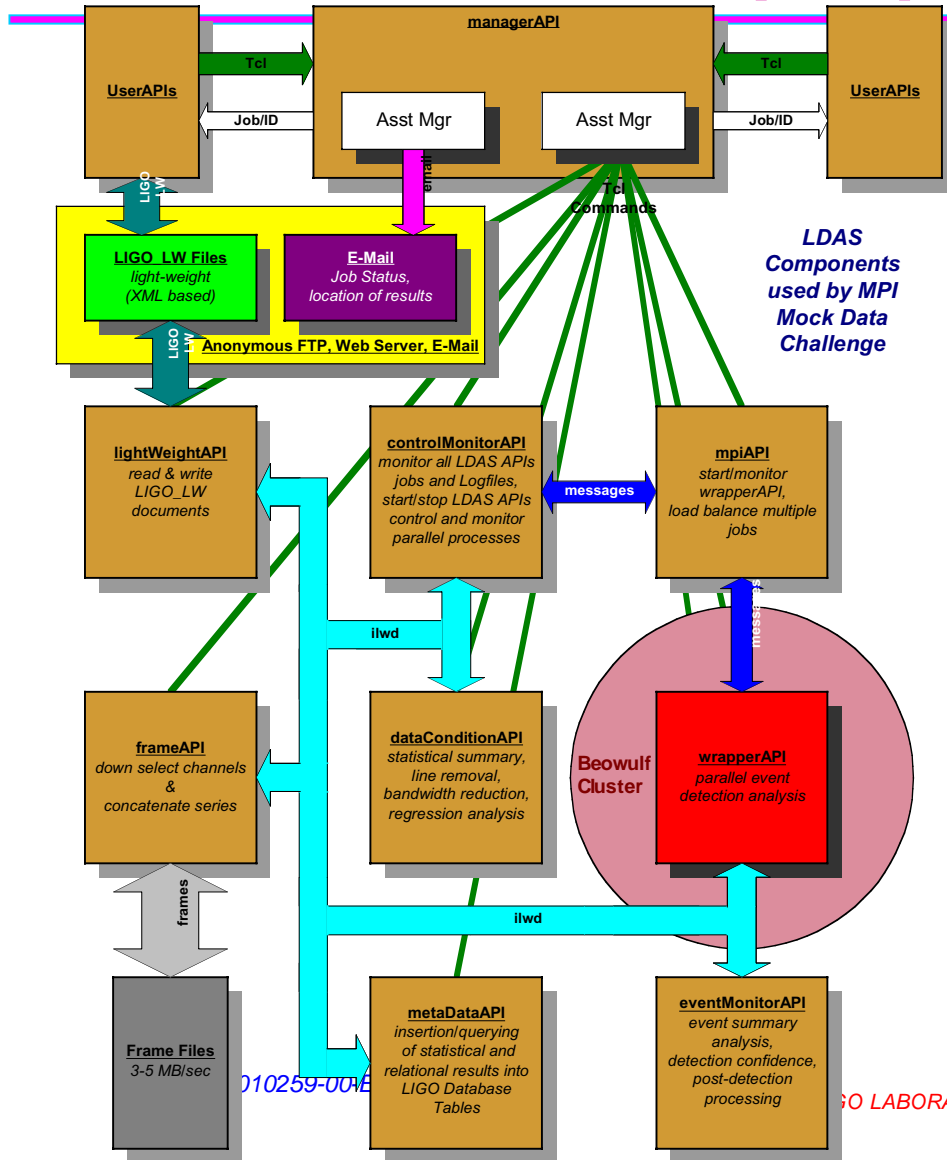 managerAPI
UserAPIs
Tcl
Job/ID
Asst Mgr
Asst Mgr
Tcl
Job/ID
UserAPIs
email
Tcl
Commands
LIGO
LW
LIGO_LW Files
light-weight
(XML based)
E-Mail
Job Status,
location of results
Anonymous FTP, Web Server, E-Mail
LIGO
LW
LDAS
Components
used by MPI
Mock Data
Challenge
lightWeightAPI
read & write
LIGO_LW
documents
controlMonitorAPI
monitor all LDAS APIs
jobs and Logfiles,
start/stop LDAS APIs
control and monitor
parallel processes
messages
mpiAPI
start/monitor
wrapperAPI,
load balance multiple
jobs
messages
ilwd
frameAPI
down select channels
&
concatenate series
dataConditionAPI
statistical summary,
line removal,
bandwidth reduction,
regression analysis
Beowulf
Cluster
wrapperAPI
parallel event
detection analysis
frames
ilwd
Frame Files
3-5 MB/sec
metaDataAPI
insertion/querying
of statistical and
relational results into
LIGO Database
Tables
eventMonitorAPI
event summary
analysis,
detection confidence,
post-detection
processing
010259-00-E
GO LABORA